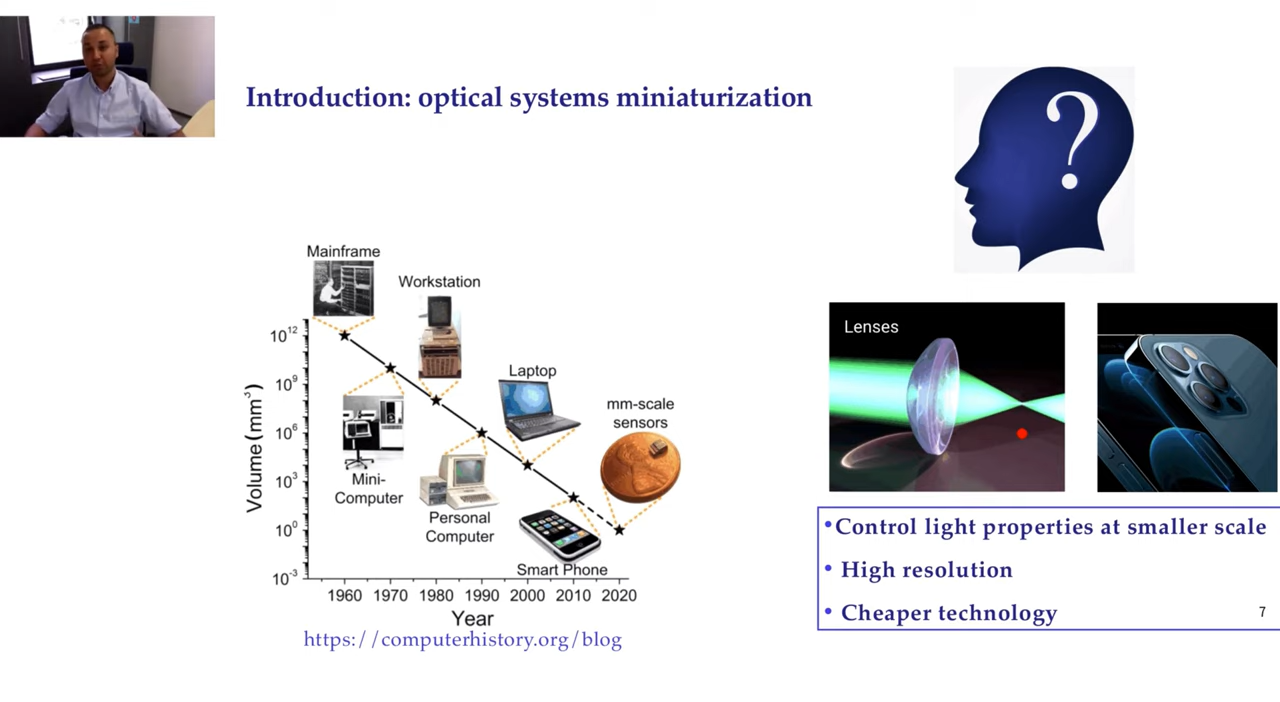 Introduction: optical systems miniaturization
?
Mainframe
Workstation
Laptop
mm-scale
sensors
Mini-
Computer
Personal
Computer
Smart Phone
Volume(mm³)
10¹²
10⁹
10⁶
10³
10⁰
10⁻³
1960 1970 1980 1990 2000 2010 2020
Year
https://computerhistory.org/blog
Lenses
•Control light properties at smaller scale
• High resolution
• Cheaper technology
7